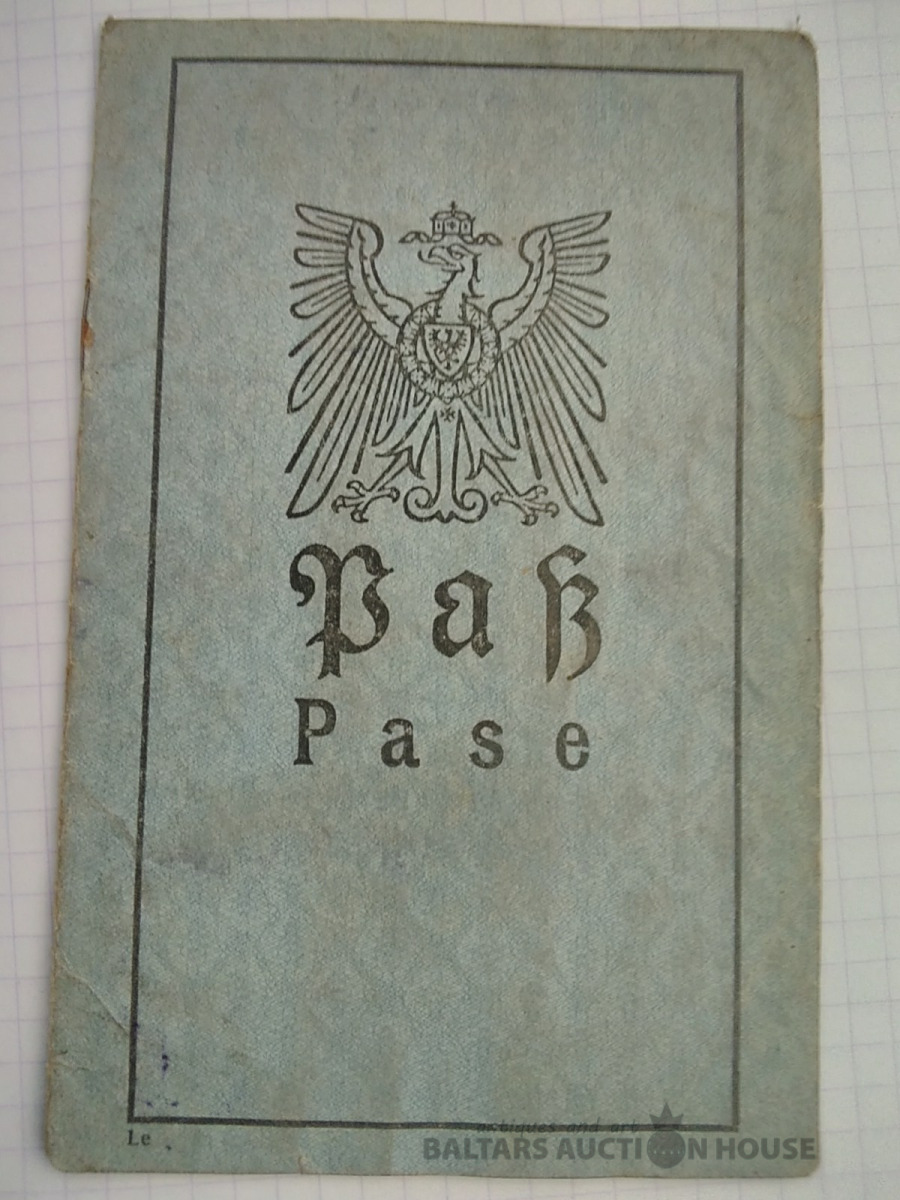 Paß
Pase
Le
antiques and art
BALTARS AUCTION HOUSE